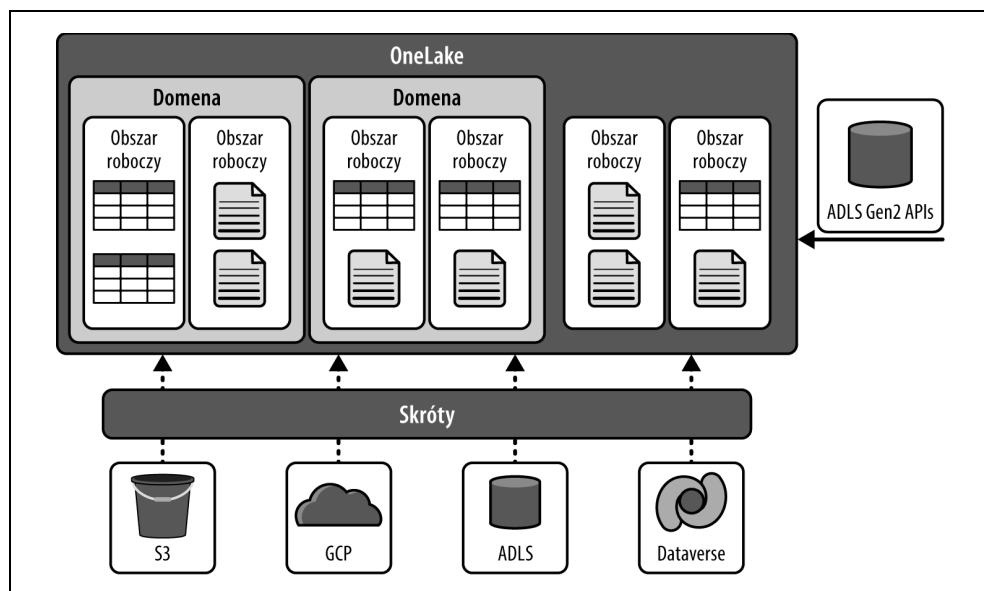 OneLake
Domena
Domena
Obszar
roboczy
Obszar
roboczy
Obszar
roboczy
Obszar
roboczy
Obszar
roboczy
Obszar
roboczy
ADLS Gen2 APIs
Skróty
S3
GCP
ADLS
Dataverse